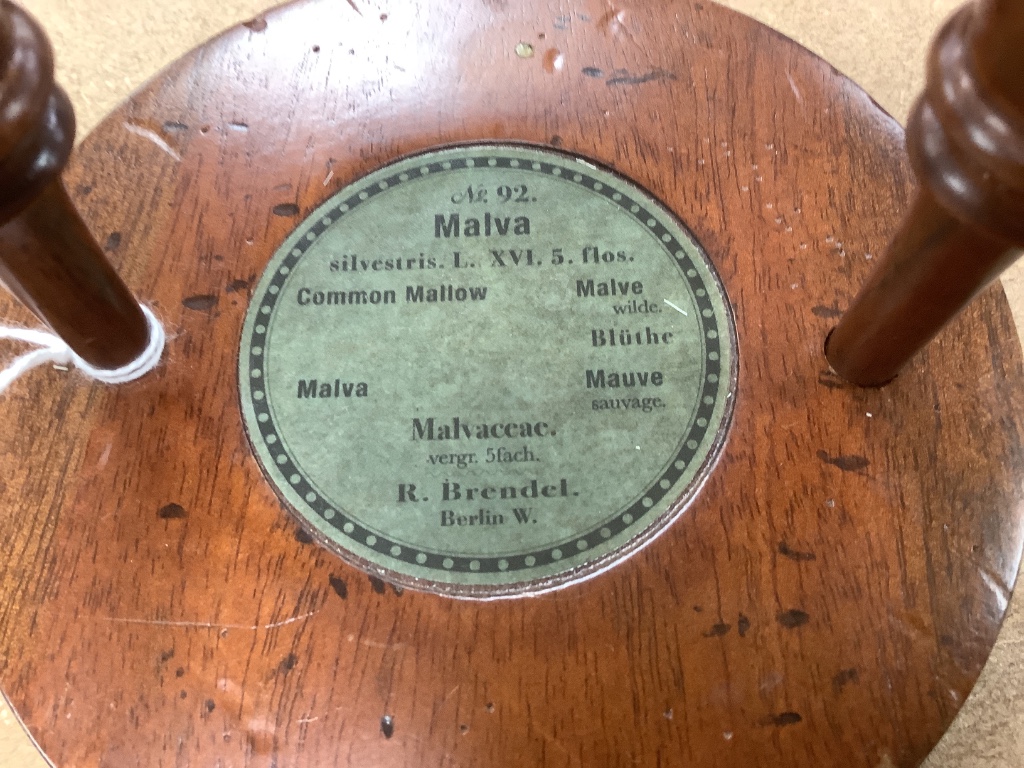 № 92.
Malva
silvestris. L. XVI. 5. flos.
Common Mallow Malve
wilde.
Blüthe
Malva Mauve
sauvage.
Malvaceae.
vergr. 5fach.
R. Brendel.
Berlin W.